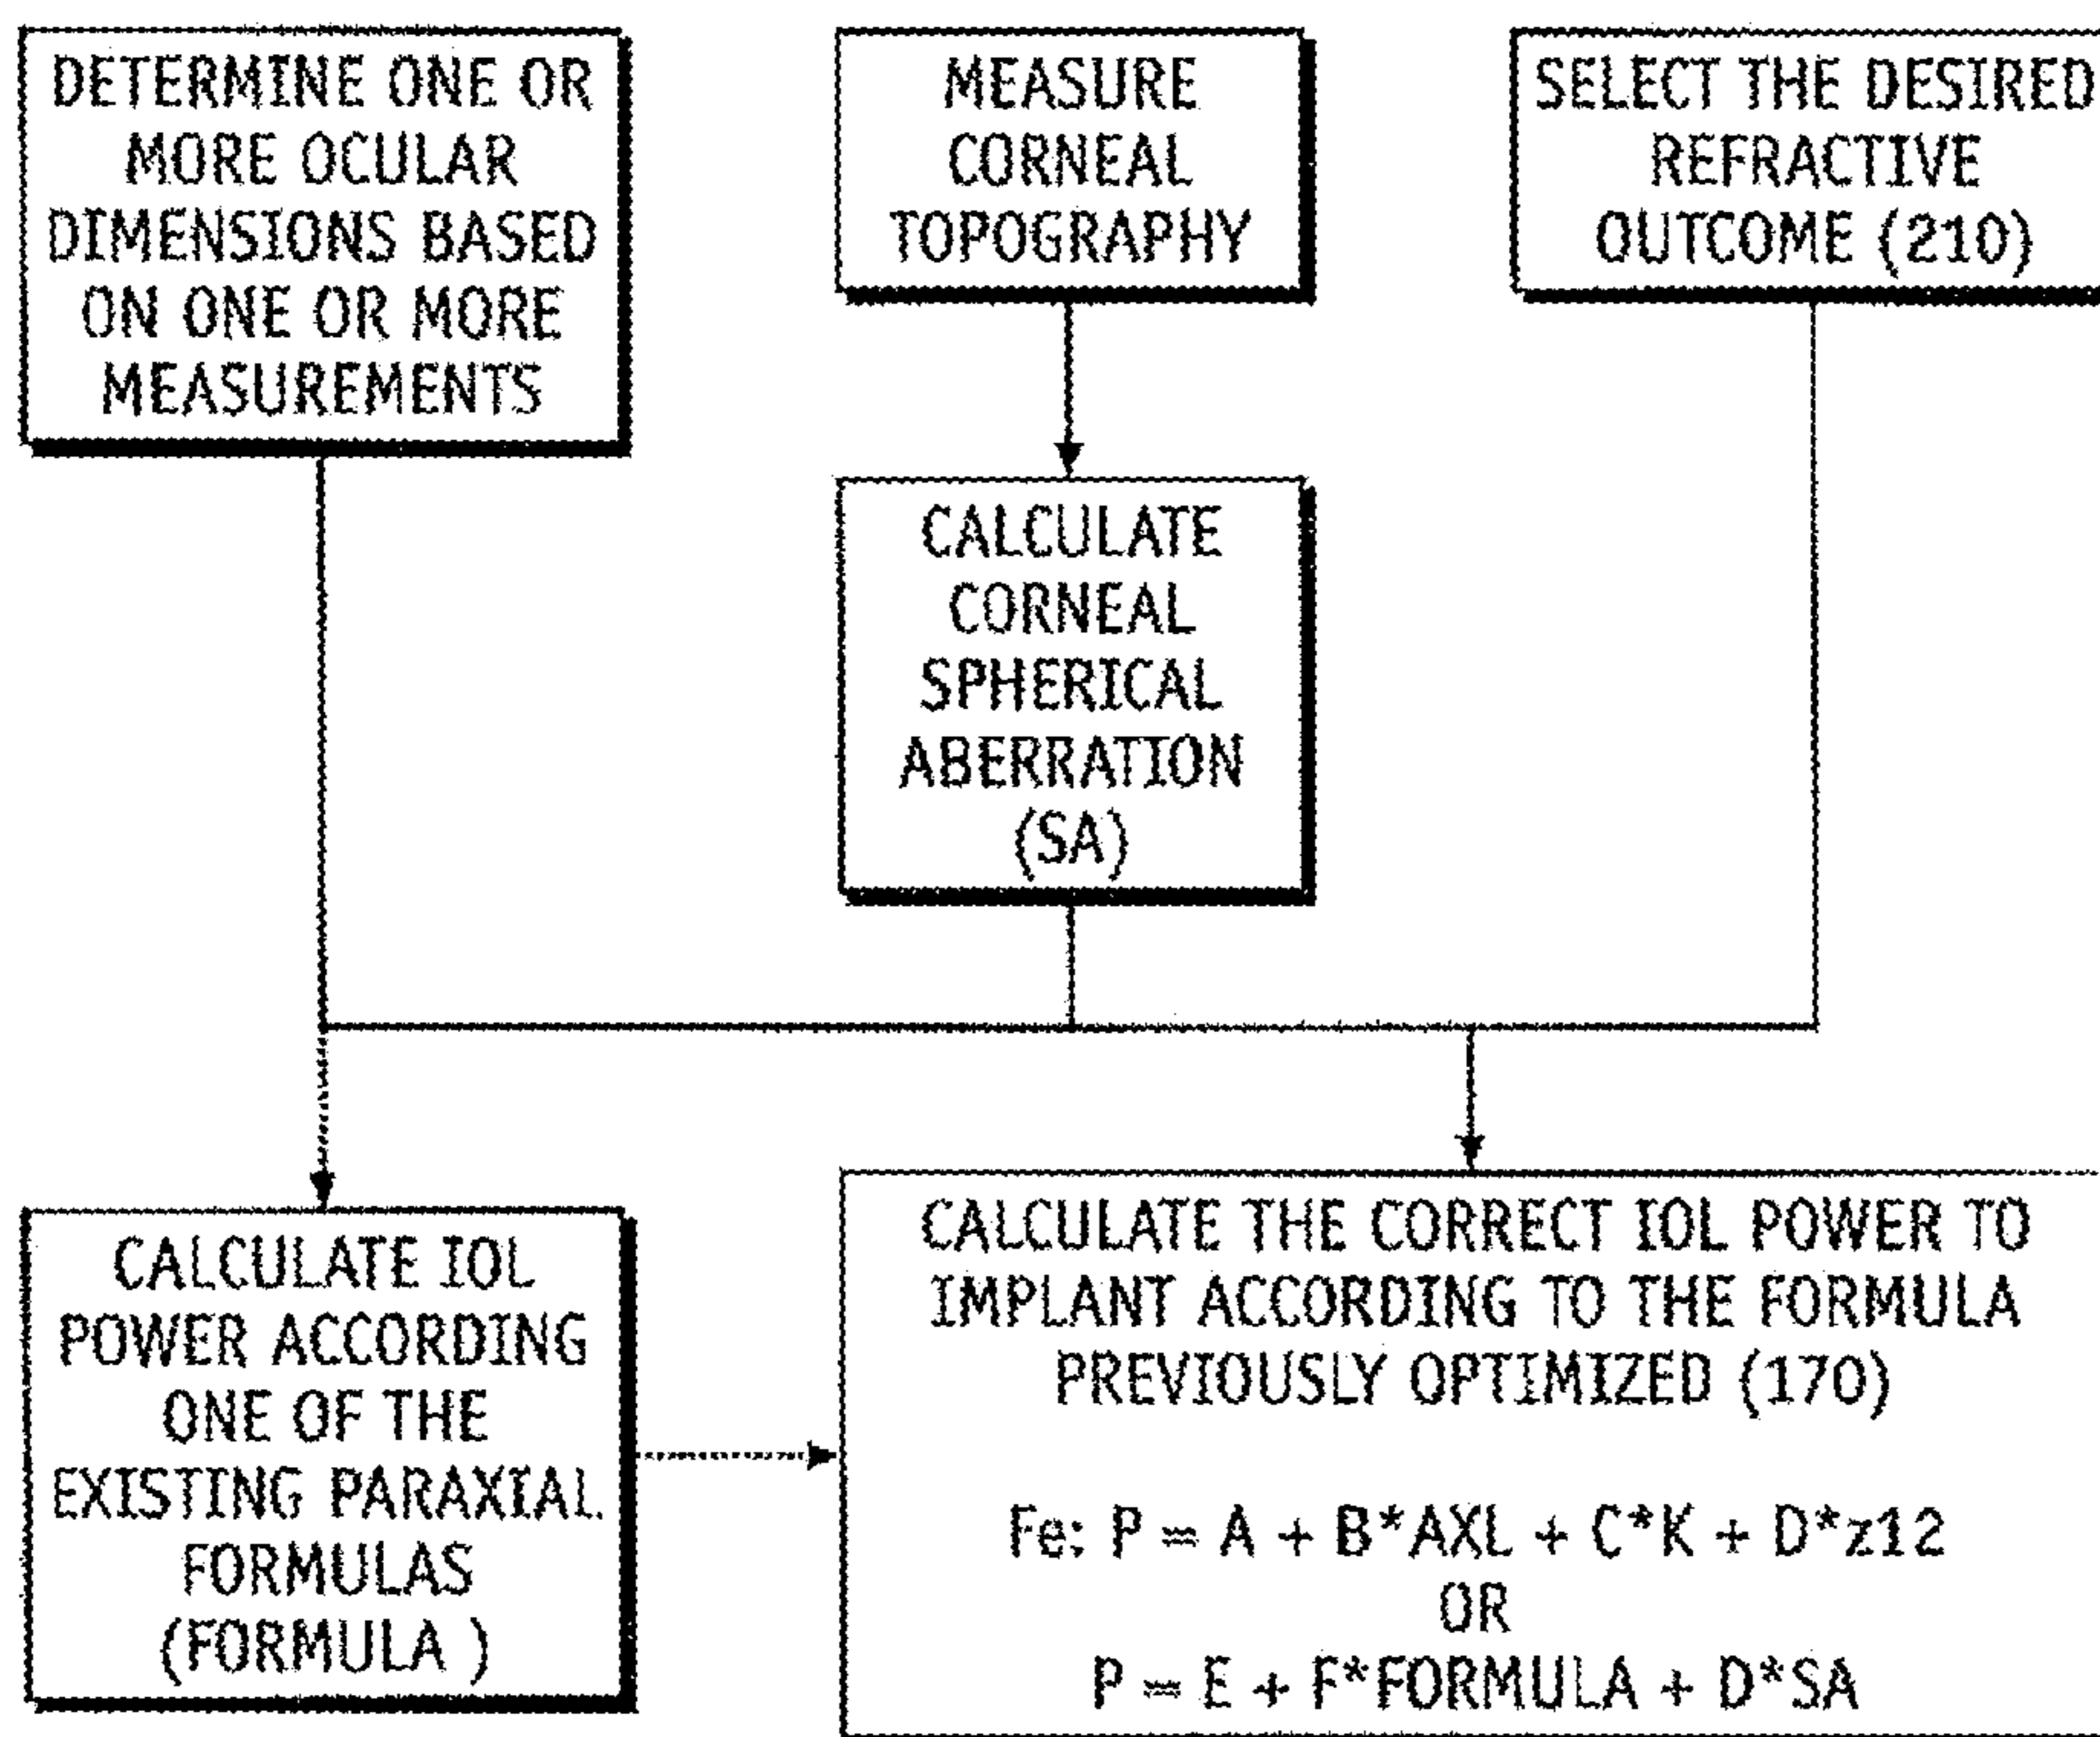 DETERMINE ONE OR
MORE OCULAR
DIMENSIONS BASED
ON ONE OR MORE
MEASUREMENTS
MEASURE
CORNEAL
TOPOGRAPHY
SELECT THE DESIRED
REFRACTIVE
OUTCOME (210)
CALCULATE
CORNEAL
SPHERICAL
ABERRATION
(SA)
CALCULATE IOL
POWER ACCORDING
ONE OF THE
EXISTING PARAXIAL
FORMULAS
(FORMULA )
CALCULATE THE CORRECT IOL POWER TO
IMPLANT ACCORDING TO THE FORMULA
PREVIOUSLY OPTIMIZED (170)
Fe: P = A + B*AXL + C*K + D*z12
OR
P = E + F*FORMULA + D*SA